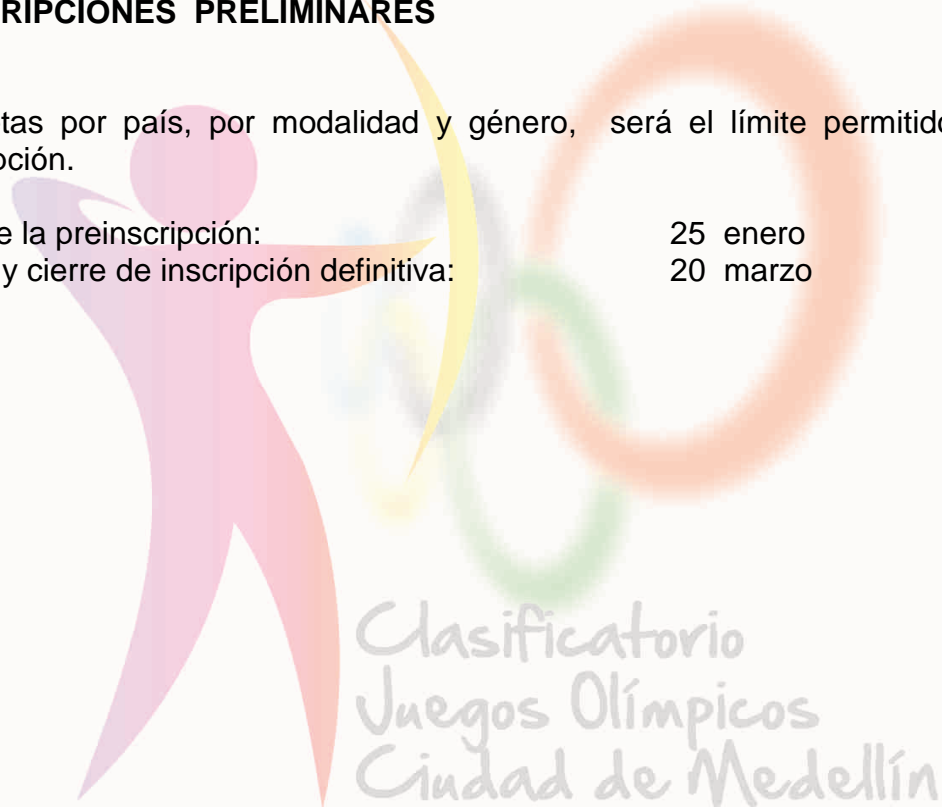 RIPCIONES PRELIMINARES
tas por país, por modalidad y género, será el límite permitido
ción.
e la preinscripción: 25 enero
y cierre de inscripción definitiva: 20 marzo
Clasificatorio
Juegos Olímpicos
Ciudad de Medellín